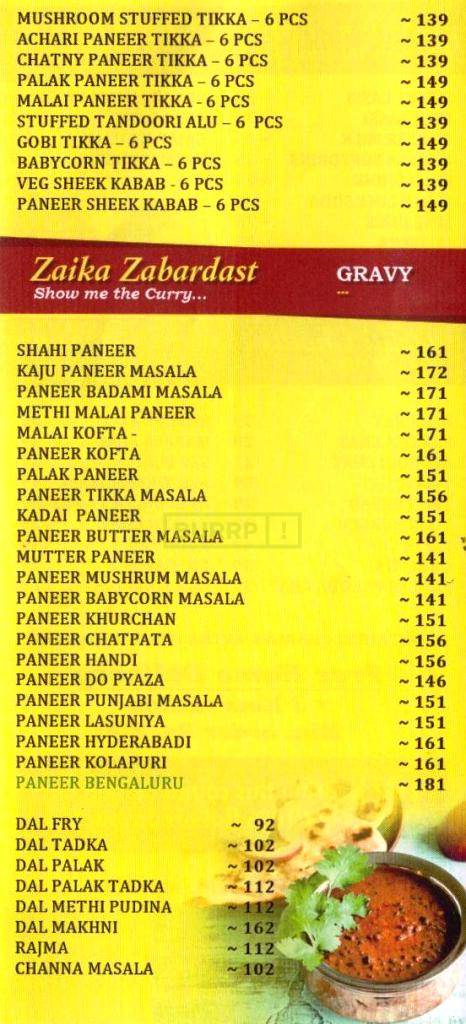 MUSHROOM STUFFED TIKKA – 6 PCS ~ 139
ACHARI PANEER TIKKA – 6 PCS ~ 139
CHATNY PANEER TIKKA – 6 PCS ~ 139
PALAK PANEER TIKKA – 6 PCS ~ 149
MALAI PANEER TIKKA - 6 PCS ~ 149
STUFFED TANDOORI ALU – 6 PCS ~ 139
GOBI TIKKA – 6 PCS ~ 149
BABYCORN TIKKA – 6 PCS ~ 139
VEG SHEEK KABAB - 6 PCS ~ 139
PANEER SHEEK KABAB – 6 PCS ~ 149
Zaika Zabardast GRAVY
Show me the Curry... ---
SHAHI PANEER ~ 161
KAJU PANEER MASALA ~ 172
PANEER BADAMI MASALA ~ 171
METHI MALAI PANEER ~ 171
MALAI KOFTA - ~ 171
PANEER KOFTA ~ 161
PALAK PANEER ~ 151
PANEER TIKKA MASALA ~ 156
KADAI PANEER ~ 151
BURRP !
PANEER BUTTER MASALA ~ 161
MUTTER PANEER ~ 141
PANEER MUSHRUM MASALA ~ 141
PANEER BABYCORN MASALA ~ 141
PANEER KHURCHAN ~ 151
PANEER CHATPATA ~ 156
PANEER HANDI ~ 156
PANEER DO PYAZA ~ 146
PANEER PUNJABI MASALA ~ 151
PANEER LASUNIYA ~ 151
PANEER HYDERABADI ~ 161
PANEER KOLAPURI ~ 161
PANEER BENGALURU ~ 181
DAL FRY ~ 92
DAL TADKA ~ 102
DAL PALAK ~ 102
DAL PALAK TADKA ~ 112
DAL METHI PUDINA ~ 112
DAL MAKHNI ~ 162
RAJMA ~ 112
CHANNA MASALA ~ 102